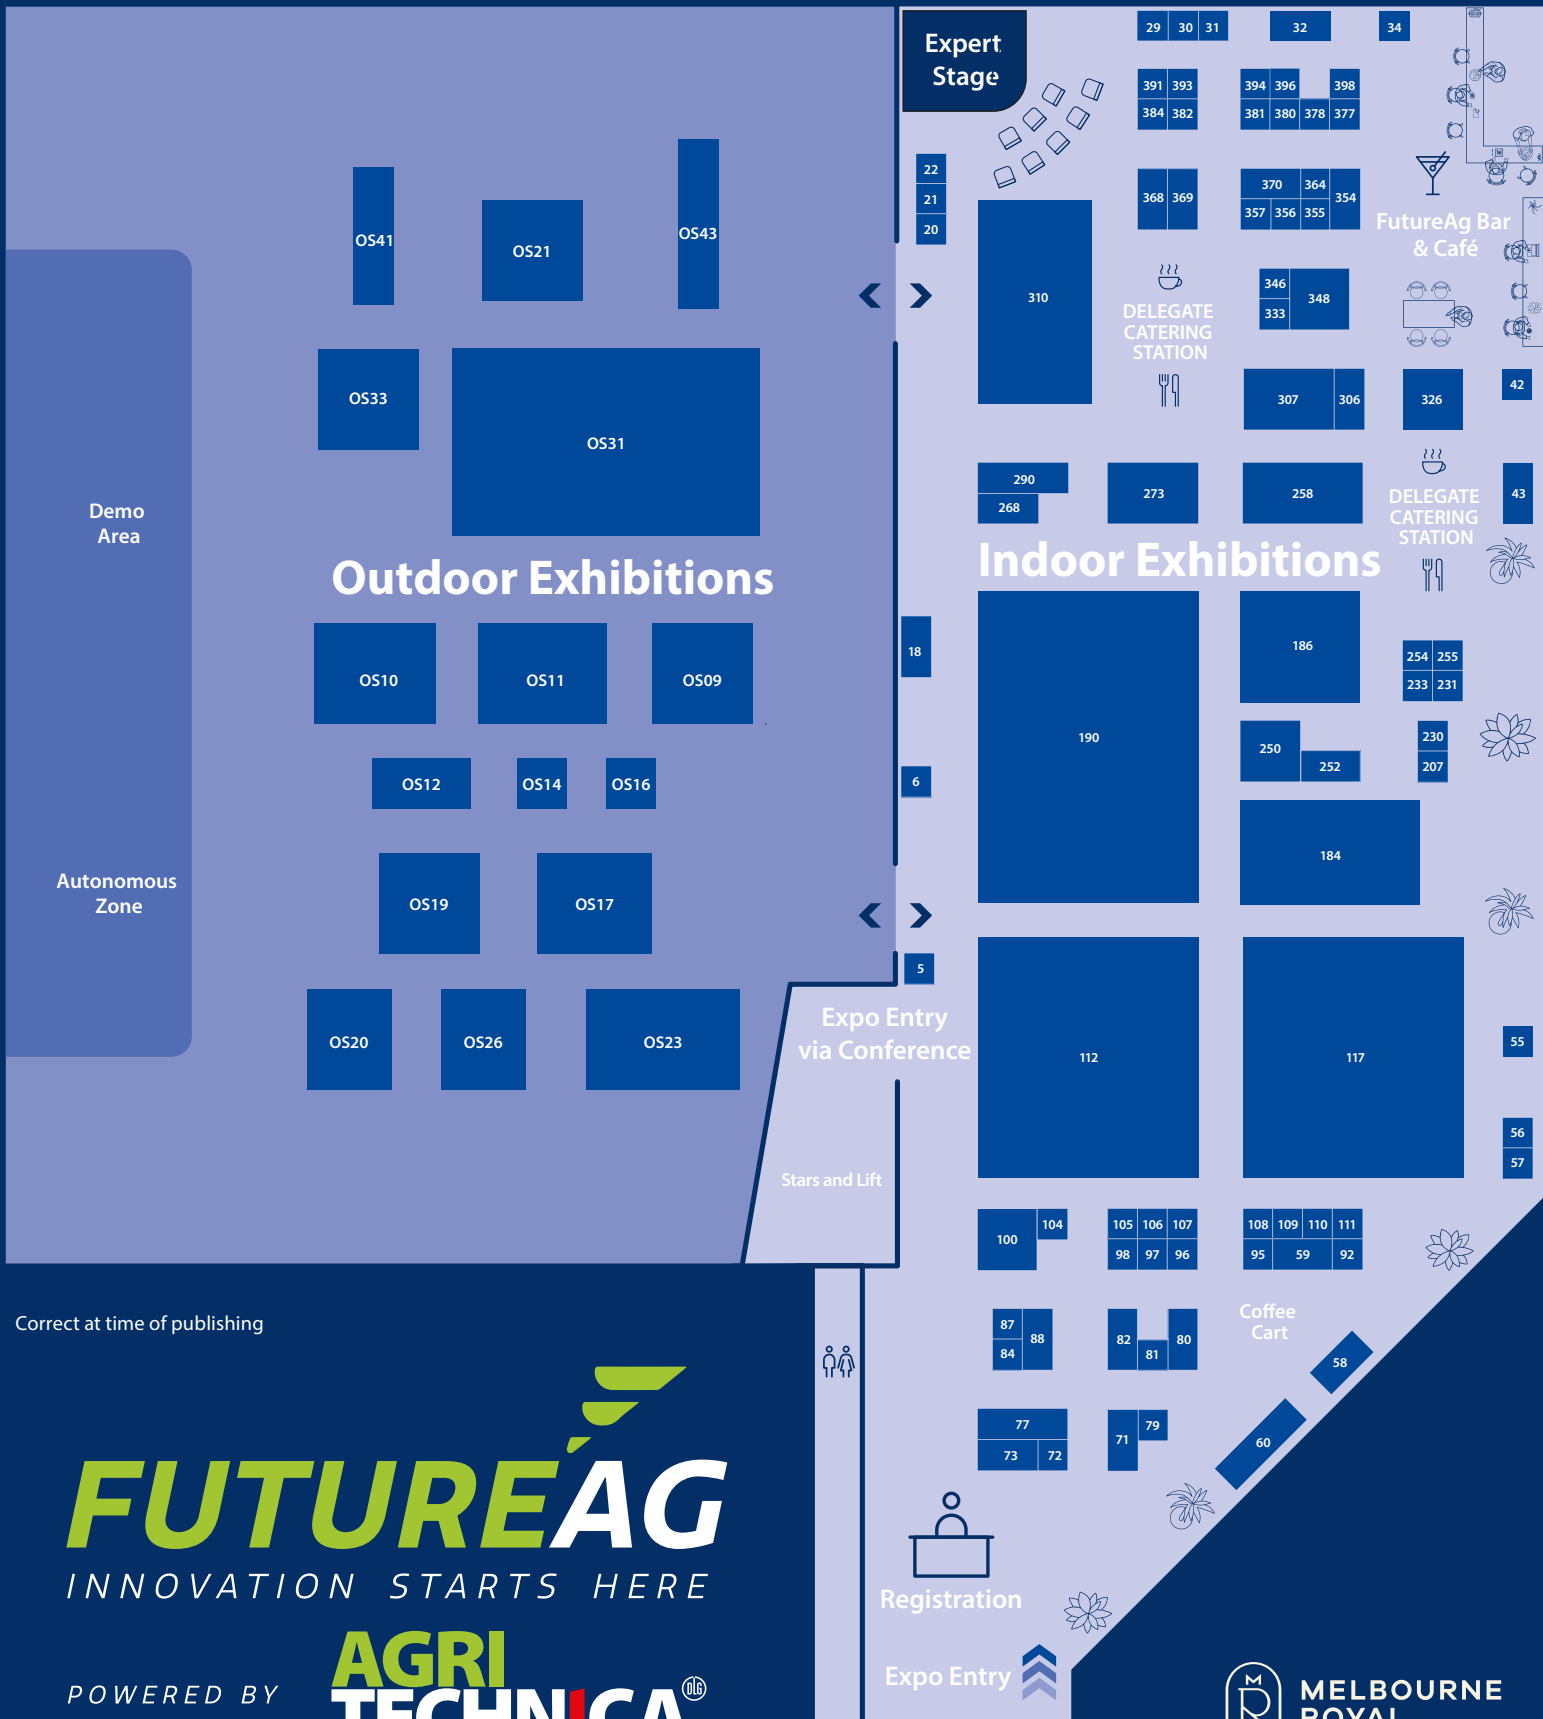 Expert
Stage
29 30 31 32 34
391 393 394 396 398
384 382 381 380 378 377
22
21
20
368 369 370 364 354
357 356 355
FutureAg Bar
& Café
OS41 OS21 OS43
310
DELEGATE
CATERING
STATION
346 348
333
OS33
OS31
307 306 326 42
290
268
273 258
DELEGATE
CATERING
STATION
43
Demo
Area
Outdoor Exhibitions
Indoor Exhibitions
OS10 OS11 OS09
18
190
186
254 255
233 231
250
252
230
207
OS12 OS14 OS16
6
184
Autonomous
Zone
OS19 OS17
5
Expo Entry
via Conference
OS20 OS26 OS23
112 117
55
56
57
Stars and Lift
100 104
105 106 107
98 97 96
108 109 110 111
95 59 92
Coffee
Cart
Correct at time of publishing
87 88
84
82 81 80
58
77
73 72
71 79
60
FUTUREAG
INNOVATION STARTS HERE
Registration
Expo Entry
POWERED BY
AGRI
TECHNICA
DLG
M
R
MELBOURNE
ROYAL